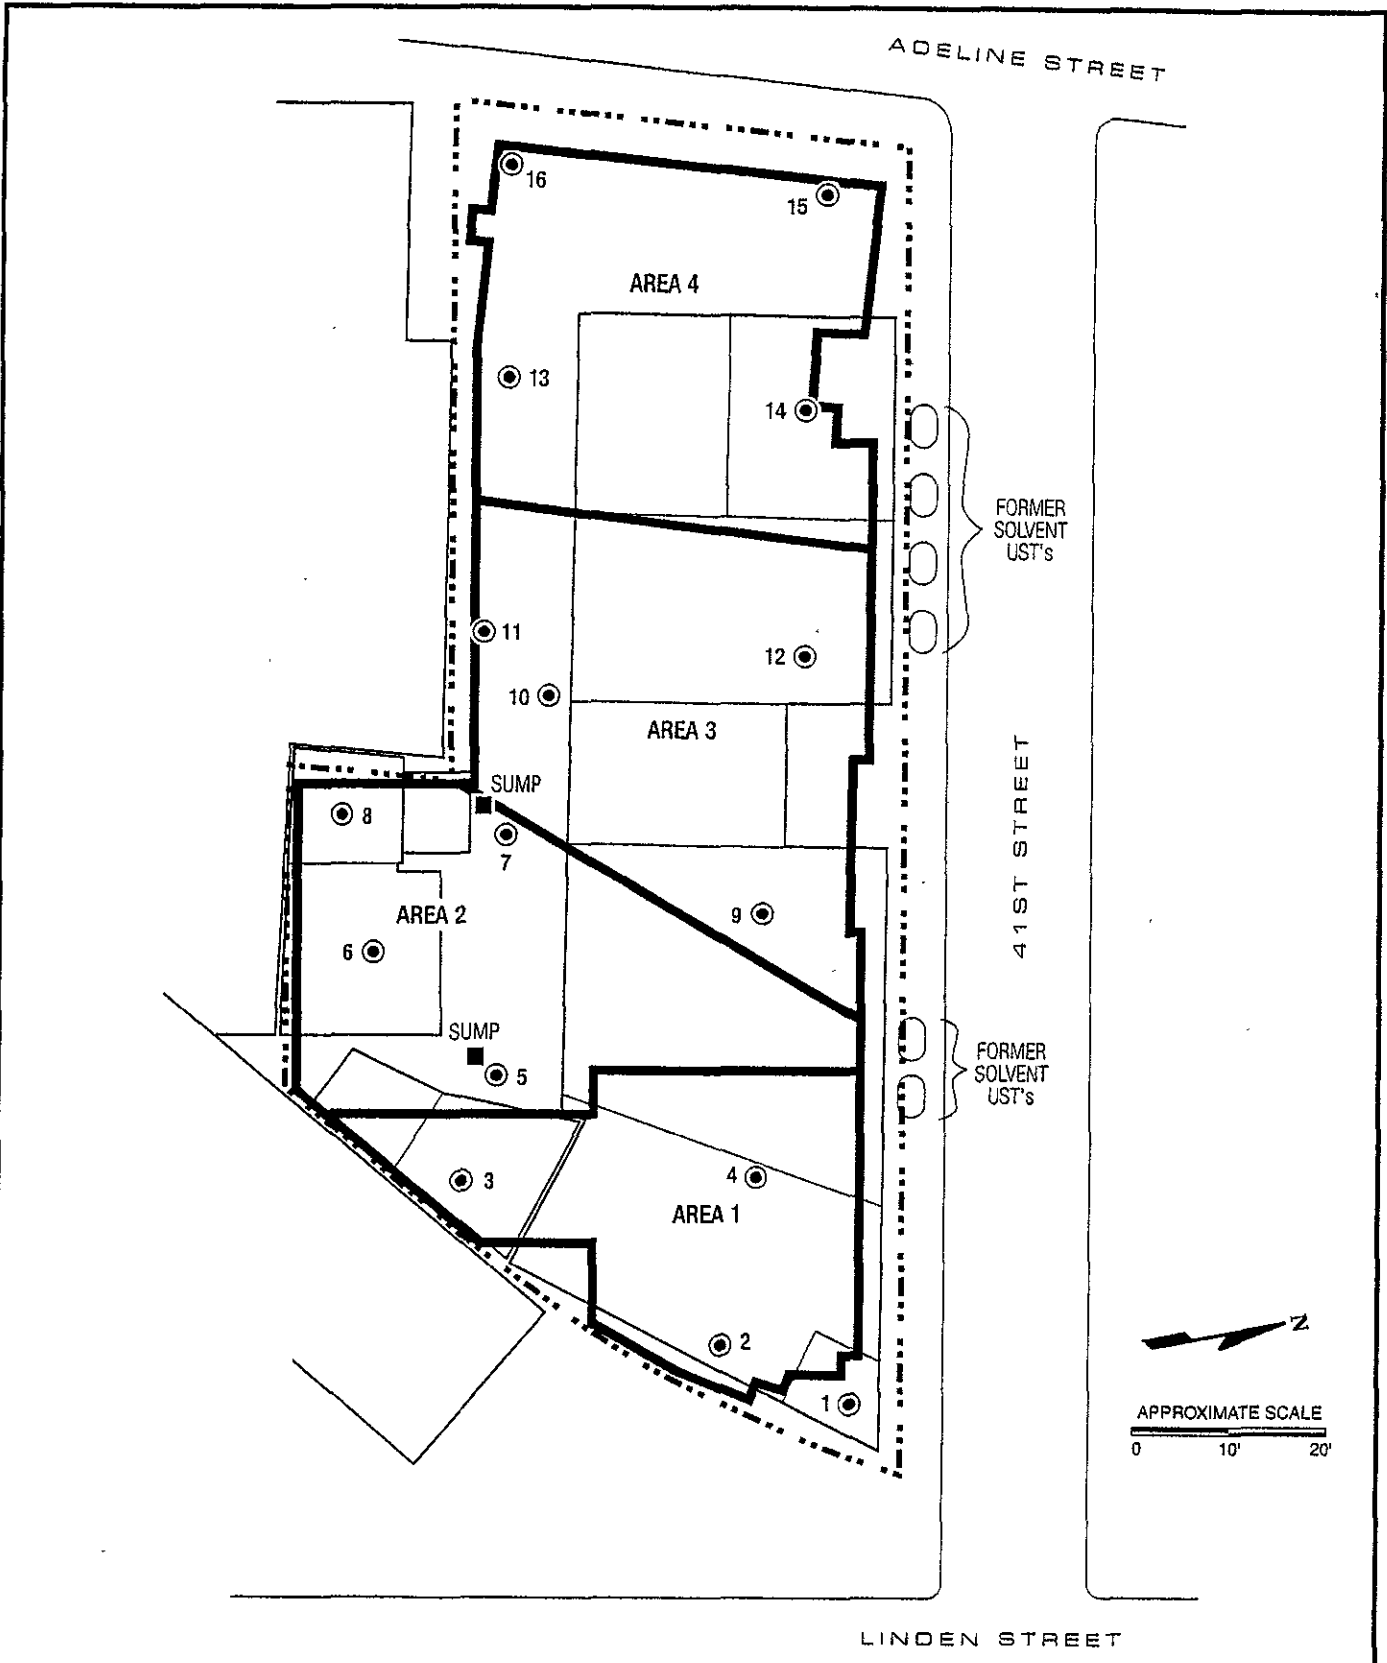 ADELINE STREET
16
15
AREA 4
13
14
FORMER
SOLVENT
UST's
11
12
10
AREA 3
41ST STREET
SUMP
8
7
AREA 2
9
6
SUMP
5
FORMER
SOLVENT
UST's
3
4
AREA 1
N
2
1
APPROXIMATE SCALE
0 10' 20'
LINDEN STREET